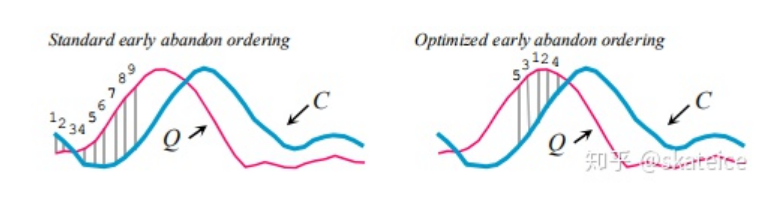 Standard early abandon ordering
1 2 3 4 5 6 7 8 9
C
Q
Optimized early abandon ordering
5 3 1 2 4
C
Q
知乎 @skateice